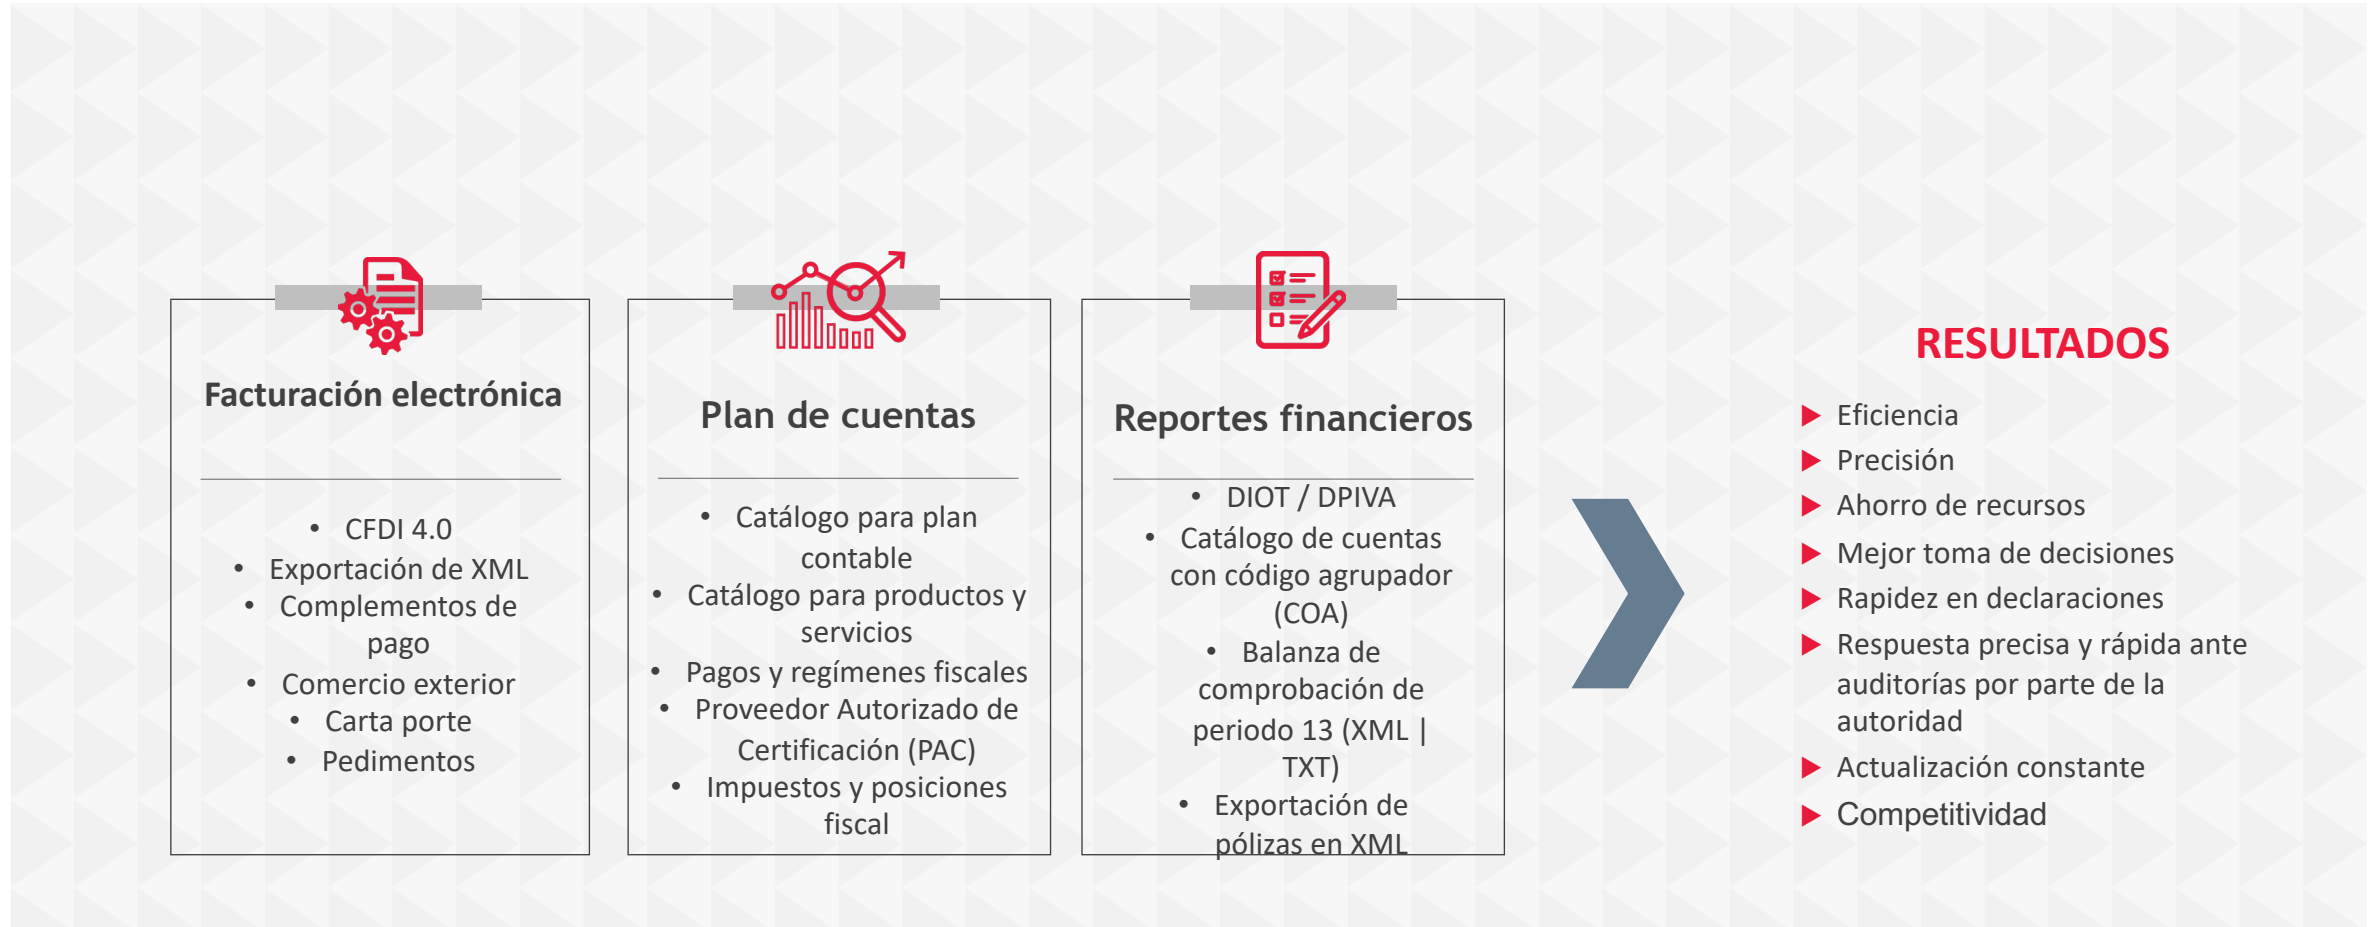 Facturación electrónica
• CFDI 4.0
• Exportación de XML
• Complementos de
pago
• Comercio exterior
• Carta porte
• Pedimentos
Plan de cuentas
• Catálogo para plan
contable
• Catálogo para productos y
servicios
• Pagos y regímenes fiscales
• Proveedor Autorizado de
Certificación (PAC)
• Impuestos y posiciones
fiscal
Reportes financieros
• DIOT / DPIVA
• Catálogo de cuentas
con código agrupador
(COA)
• Balanza de
comprobación de
periodo 13 (XML |
TXT)
• Exportación de
pólizas en XML
RESULTADOS
Eficiencia
Precisión
Ahorro de recursos
Mejor toma de decisiones
Rapidez en declaraciones
Respuesta precisa y rápida ante
auditorías por parte de la
autoridad
Actualización constante
Competitividad